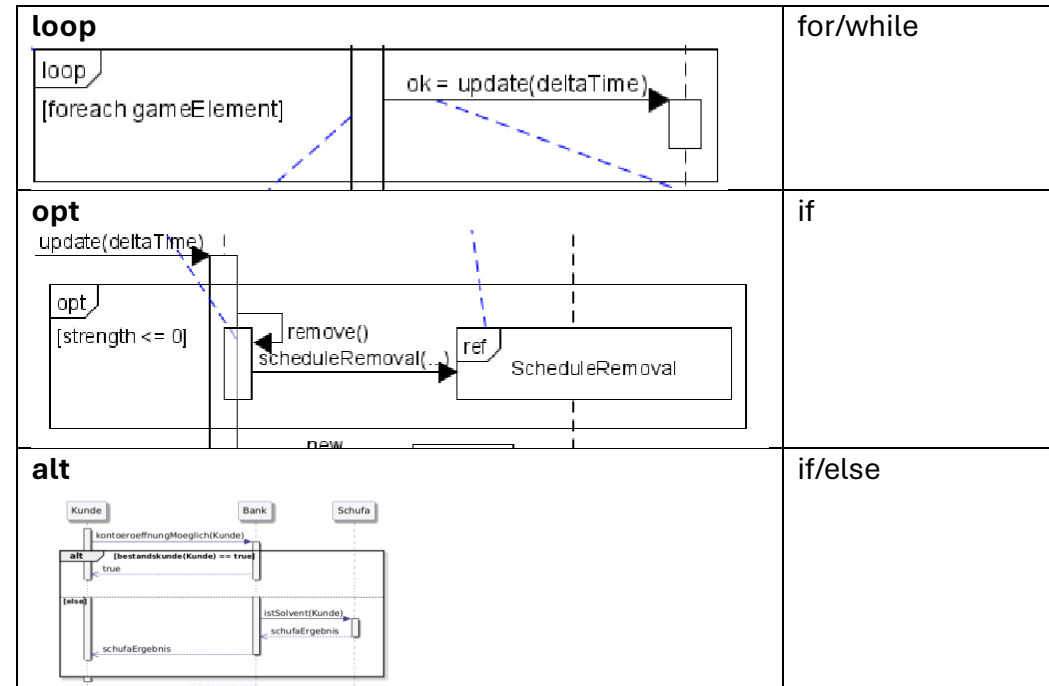 loop
for/while
loop
[foreach gameElement]
ok = update(deltaTime)
opt
if
update(deltaTime)
opt
[strength <= 0]
remove()
scheduleRemoval(...)
ref
ScheduleRemoval
new
alt
if/else
Kunde
Bank
Schufa
kontoeroeffnungMoeglich(Kunde)
alt
[bestandskunde(Kunde) == true]
true
[else]
istSolvent(Kunde)
schufaErgebnis
schufaErgebnis